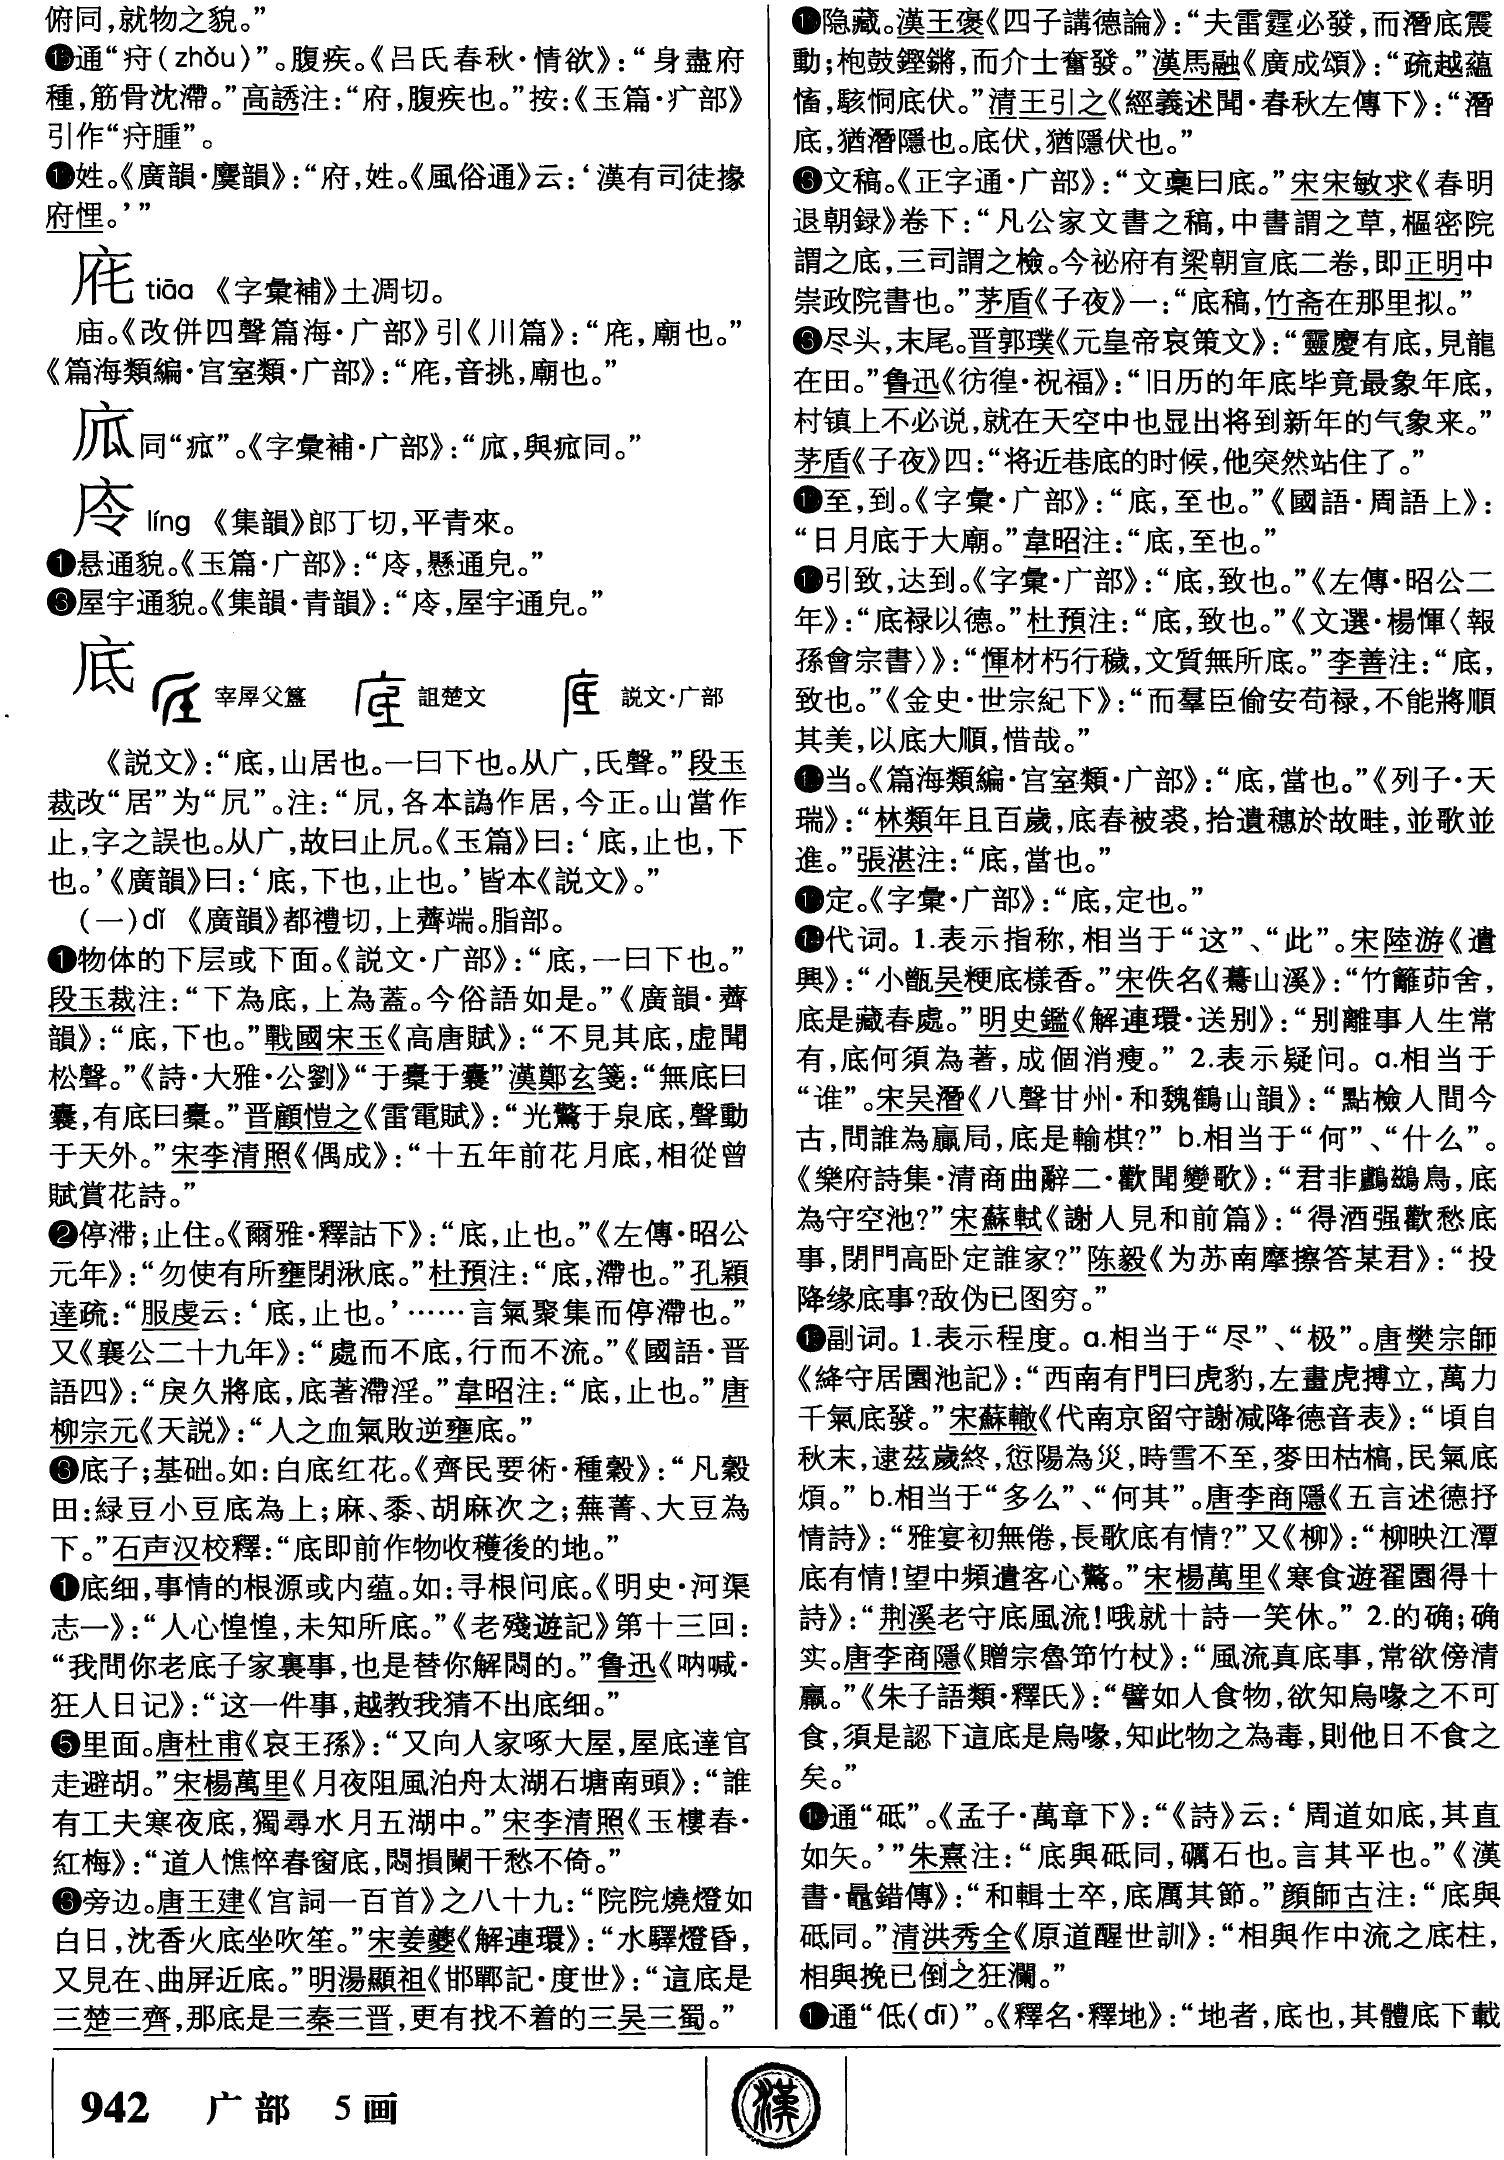 俯同，就物之貌。”
⓰通“疛（zhǒu）”。腹疾。《吕氏春秋·情欲》：“身盡府
種，筋骨沈滯。”高誘注：“府，腹疾也。”按：《玉篇·疒部》
引作“疛腫”。
⓱姓。《廣韻·麌韻》：“府，姓。《風俗通》云：‘漢有司徒掾
府悝。’”
庣 tiāo 《字彙補》土凋切。
庙。《改併四聲篇海·广部》引《川篇》：“庣，廟也。”
《篇海類編·宫室類·广部》：“庣，音挑，廟也。”
㡿同“㽿”。《字彙補·广部》：
庈 líng 《集韻》郎丁切，平青來。
❶悬通貌。《玉篇·广部》：“，懸通皃。”
屋宇通貌。《集韻·青韻》：“，屋宇通皃。”
底 宰厚父簋 詛楚文 説文·广部
《説文》：“底，山居也。一曰下也。从广，氐聲。”段玉
裁改“居”为“凥”。注：“凥，各本譌作居，今正。山當作
止，字之誤也。从广，故曰止凥。《玉篇》曰：‘底，止也，下
也。’《廣韻》曰：‘底，下也，止也。’皆本《説文》。”
（一）dǐ 《廣韻》都禮切，上薺端。脂部。
❶物体的下层或下面。《説文·广部》：“底，一曰下也。”
段玉裁注：“下為底，上為蓋。今俗語如是。”《廣韻·薺
韻》：“底，下也。”戰國宋玉《高唐賦》：“不見其底，虚聞
松聲。”《詩·大雅·公劉》“于橐于囊”漢鄭玄箋：“無底曰
囊，有底曰橐。”晋顧愷之《雷電賦》：“光驚于泉底，聲動
于天外。”宋李清照《偶成》：“十五年前花月底，相從曾
賦賞花詩。”
❷停滞；止住。《爾雅·釋詁下》：“底，止也。”《左傳·昭公
元年》：“勿使有所壅閉湫底。”杜預注：“底，滯也。”孔穎
達疏：“服虔云：‘底，止也。’……言氣聚集而停滯也。”
又《襄公二十九年》：“處而不底，行而不流。”《國語·晋
語四》：“戾久將底，底著滯淫。”韋昭注：“底，止也。”唐
柳宗元《天説》：“人之血氣敗逆壅底。”
❸底子；基础。如：白底红花。《齊民要術·種穀》：“凡穀
田：緑豆小豆底為上；麻、黍、胡麻次之；蕪菁、大豆為
下。”石声汉校釋：“底即前作物收穫後的地。”
❹底细，事情的根源或内蕴。如：寻根问底。《明史·河渠
志一》：“人心惶惶，未知所底。”《老殘遊記》第十三回：
“我問你老底子家裏事，也是替你解悶的。”鲁迅《呐喊·
狂人日记》：“这一件事，越教我猜不出底细。”
❺里面。唐杜甫《哀王孫》：“又向人家啄大屋，屋底達官
走避胡。”宋楊萬里《月夜阻風泊舟太湖石塘南頭》：“誰
有工夫寒夜底，獨尋水月五湖中。”宋李清照《玉樓春·
紅梅》：“道人憔悴春窗底，悶損闌干愁不倚。”
❻旁边。唐王建《宫詞一百首》之八十九：“院院燒燈如
白日，沈香火底坐吹笙。”宋姜夔《解連環》：“水驛燈昏，
又見在、曲屏近底。”明湯顯祖《邯鄲記·度世》：“這底是
三楚三齊，那底是三秦三晋，更有找不着的三吴三蜀。”
❼隐藏。漢王褒《四子講德論》：“夫雷霆必發，而潛底震
動；枹鼓鏗鏘，而介士奮發。”漢馬融《廣成頌》：“疏越蘊
慉，駭恫底伏。”清王引之《經義述聞·春秋左傳下》：“潛
底，猶潛隱也。底伏，猶隱伏也。”
❽文稿。《正字通·广部》：“文稾曰底。”宋宋敏求《春明
退朝録》卷下：“凡公家文書之稿，中書謂之草，樞密院
謂之底，三司謂之檢。今祕府有梁朝宣底二卷，即正明中
崇政院書也。”茅盾《子夜》一：“底稿，竹斋在那里拟。”
❾尽头，末尾。晋郭璞《元皇帝哀策文》：“靈慶有底，見龍
在田。”鲁迅《彷徨·祝福》：“旧历的年底毕竟最象年底，
村镇上不必说，就在天空中也显出将到新年的气象来。”
茅盾《子夜》四：“将近巷底的时候，他突然站住了。”
❿至，到。《字彙·广部》：“底，至也。”《國語·周語上》：
“日月底于大廟。”韋昭注：“底，至也。”
⓫引致，达到。《字彙·广部》：“底，致也。”《左傳·昭公二
年》：“底禄以德。”杜預注：“底，致也。”《文選·楊惲〈報
孫會宗書〉》：“惲材朽行穢，文質無所底。”李善注：“底，
致也。”《金史·世宗紀下》：“而羣臣偷安苟禄，不能將順
其美，以底大順，惜哉。”
⓬当。《篇海類編·宫室類·广部》：“底，當也。”《列子·天
瑞》：“林類年且百歲，底春被裘，拾遺穗於故畦，並歌並
進。”張湛注：“底，當也。”
⓭定。《字彙·广部》：“底，定也。”
⓮代词。1.表示指称，相当于“这”、“此”。宋陸游《遣
興》：“小甑吴粳底樣香。”宋佚名《驀山溪》：“竹籬茆舍，
底是藏春處。”明史鑑《解連環·送别》：“别離事人生常
有，底何須為著，成個消瘦。”2.表示疑问。a.相当于
“谁”。宋吴潛《八聲甘州·和魏鶴山韻》：“點檢人間今
古，問誰為贏局，底是輸棋？”b.相当于“何”、“什么”。
《樂府詩集·清商曲辭二·歡聞變歌》：“君非鸕鷀鳥，底
為守空池？”宋蘇軾《謝人見和前篇》：“得酒强歡愁底
事，閉門高卧定誰家？”陈毅《为苏南摩擦答某君》：“投
降缘底事？敌伪已图穷。”
⓯副词。1.表示程度。a.相当于“尽”、“极”。唐樊宗師
《絳守居園池記》：“西南有門曰虎豹，左畫虎搏立，萬力
千氣底發。”宋蘇轍《代南京留守謝减降德音表》：“頃自
秋末，逮茲歲終，愆陽為災，時雪不至，麥田枯槁，民氣底
煩。”b.相当于“多么”、“何其”。唐李商隱《五言述德抒
情詩》：“雅宴初無倦，長歌底有情？”又《柳》：“柳映江潭
底有情！望中頻遣客心驚。”宋楊萬里《寒食遊翟園得十
詩》：“荆溪老守底風流！哦就十詩一笑休。”2.的确；确
实。唐李商隱《贈宗魯筇竹杖》：“風流真底事，常欲傍清
羸。”《朱子語類·釋氏》：“譬如人食物，欲知烏喙之不可
食，須是認下這底是烏喙，知此物之為毒，則他日不食之
矣。”
⓰通“砥”。《孟子·萬章下》：“《詩》云：‘周道如底，其直
如矢。’”朱熹注：“底與砥同，礪石也。言其平也。”《漢
書·鼂錯傳》：“和輯士卒，底厲其節。”顔師古注：“底與
砥同。”清洪秀全《原道醒世訓》：“相與作中流之底柱，
相與挽已倒之狂瀾。”
⓱通“低（dī）”。《釋名·釋地》：“地者，底也，其體底下載
942 广部 5画
漢